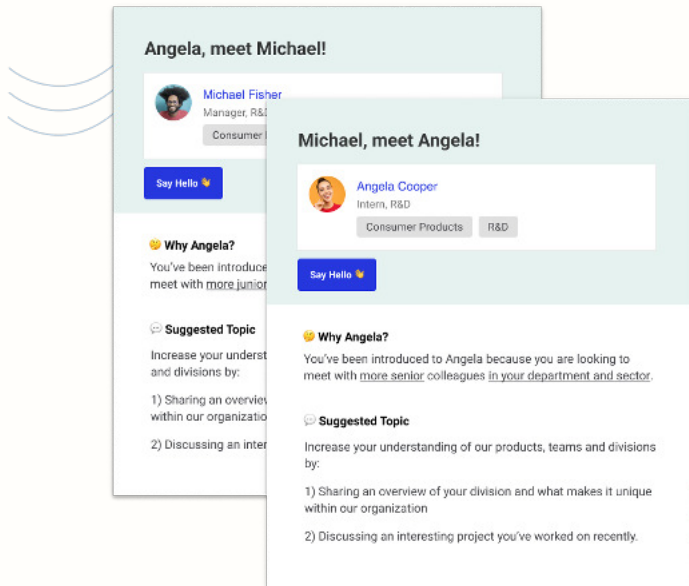 Angela, meet Michael!
Michael Fisher
Manager, R&D
Consumer
Say Hello 👋
🤔 Why Angela?
You've been introduce
meet with more junior
💬 Suggested Topic
Increase your underst
and divisions by:
1) Sharing an overview
within our organizatio
2) Discussing an inter
Michael, meet Angela!
Angela Cooper
Intern, R&D
Consumer Products R&D
Say Hello 👋
🤔 Why Angela?
You've been introduced to Angela because you are looking to
meet with more senior colleagues in your department and sector.
💬 Suggested Topic
Increase your understanding of our products, teams and divisions
by:
1) Sharing an overview of your division and what makes it unique
within our organization
2) Discussing an interesting project you've worked on recently.